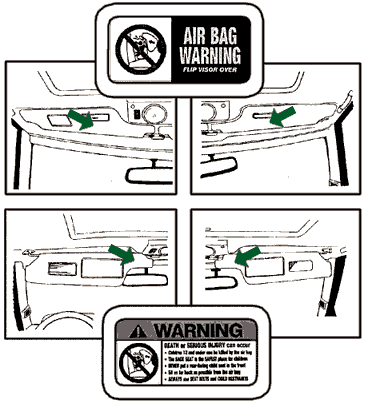 AIR BAG
WARNING
FLIP VISOR OVER
WARNING
DEATH or SERIOUS INJURY can occur
• Children 12 and under can be killed by the air bag
• The BACK SEAT is the SAFEST place for children
• NEVER put a rear-facing child seat in the front
• Sit as far back as possible from the air bag
• ALWAYS use SEAT BELTS and CHILD RESTRAINTS